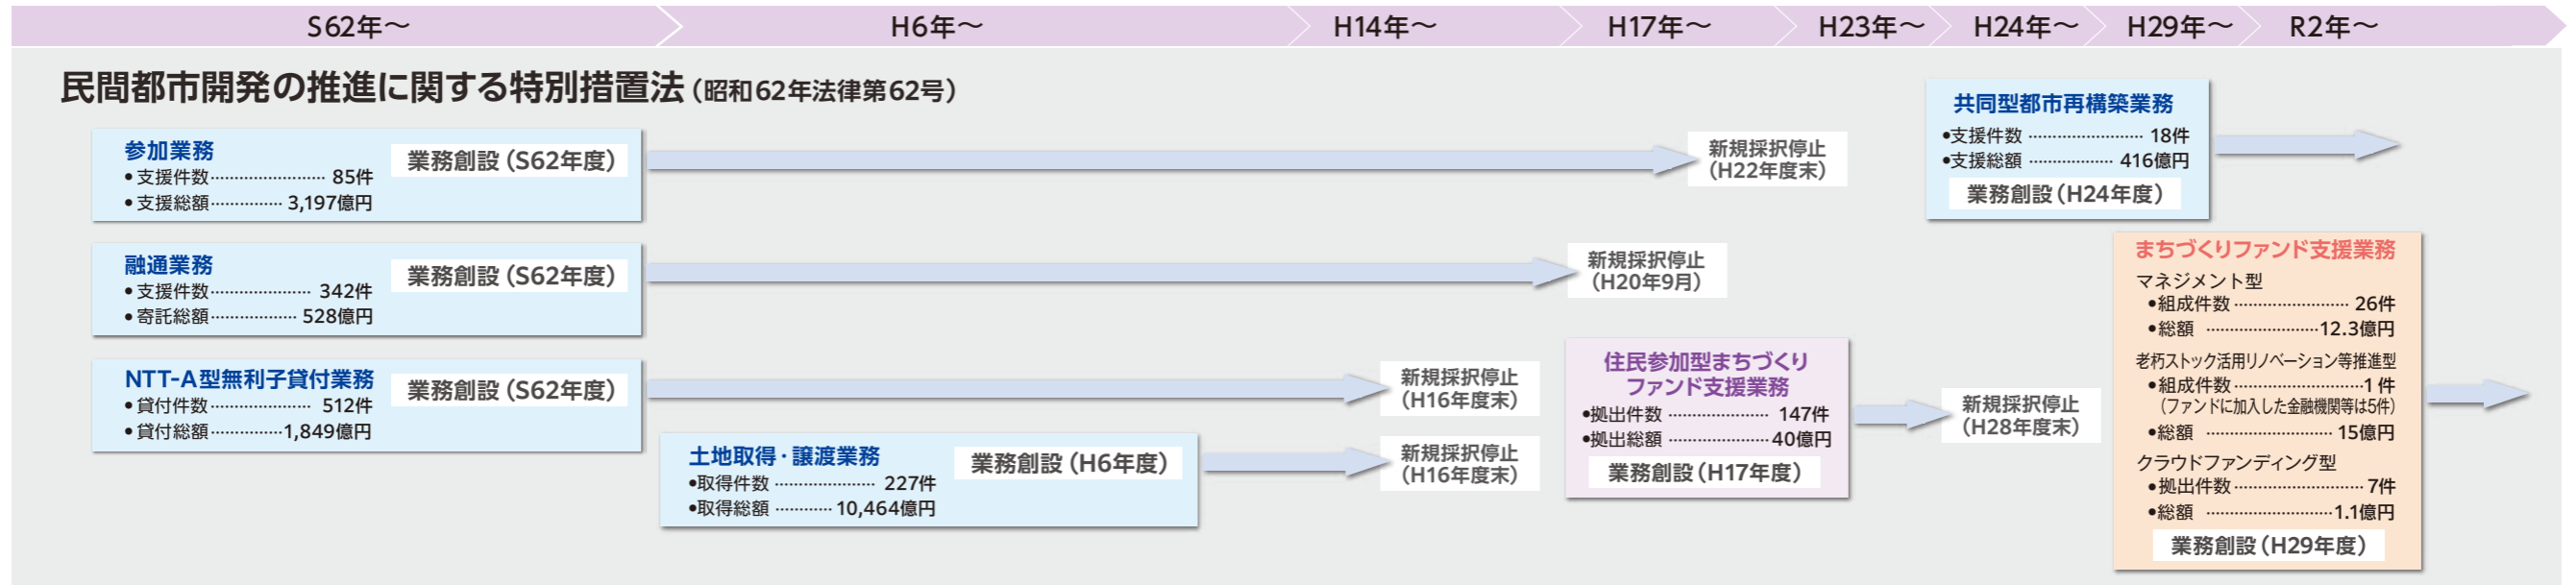 S62年〜
H6年〜
H14年〜
H17年〜
H23年〜
H24年〜
H29年〜
R2年〜
民間都市開発の推進に関する特別措置法（昭和62年法律第62号）
参加業務
業務創設（S62年度）
•支援件数……………………85件
•支援総額……………3,197億円
新規採択停止
（H22年度末）
共同型都市再構築業務
•支援件数……………………18件
•支援総額………………416億円
業務創設（H24年度）
融通業務
業務創設（S62年度）
•支援件数…………………342件
•寄託総額………………528億円
新規採択停止
（H20年9月）
NTT-A型無利子貸付業務
業務創設（S62年度）
•貸付件数…………………512件
•貸付総額……………1,849億円
新規採択停止
（H16年度末）
土地取得・譲渡業務
業務創設（H6年度）
•取得件数…………………227件
•取得総額…………10,464億円
新規採択停止
（H16年度末）
住民参加型まちづくり
ファンド支援業務
•拠出件数…………………147件
•拠出総額…………………40億円
業務創設（H17年度）
新規採択停止
（H28年度末）
まちづくりファンド支援業務
マネジメント型
•組成件数……………………26件
•総額……………………12.3億円
老朽ストック活用リノベーション等推進型
•組成件数………………………1件
（ファンドに加入した金融機関等は5件）
•総額………………………15億円
クラウドファンディング型
•拠出件数………………………7件
•総額………………………1.1億円
業務創設（H29年度）